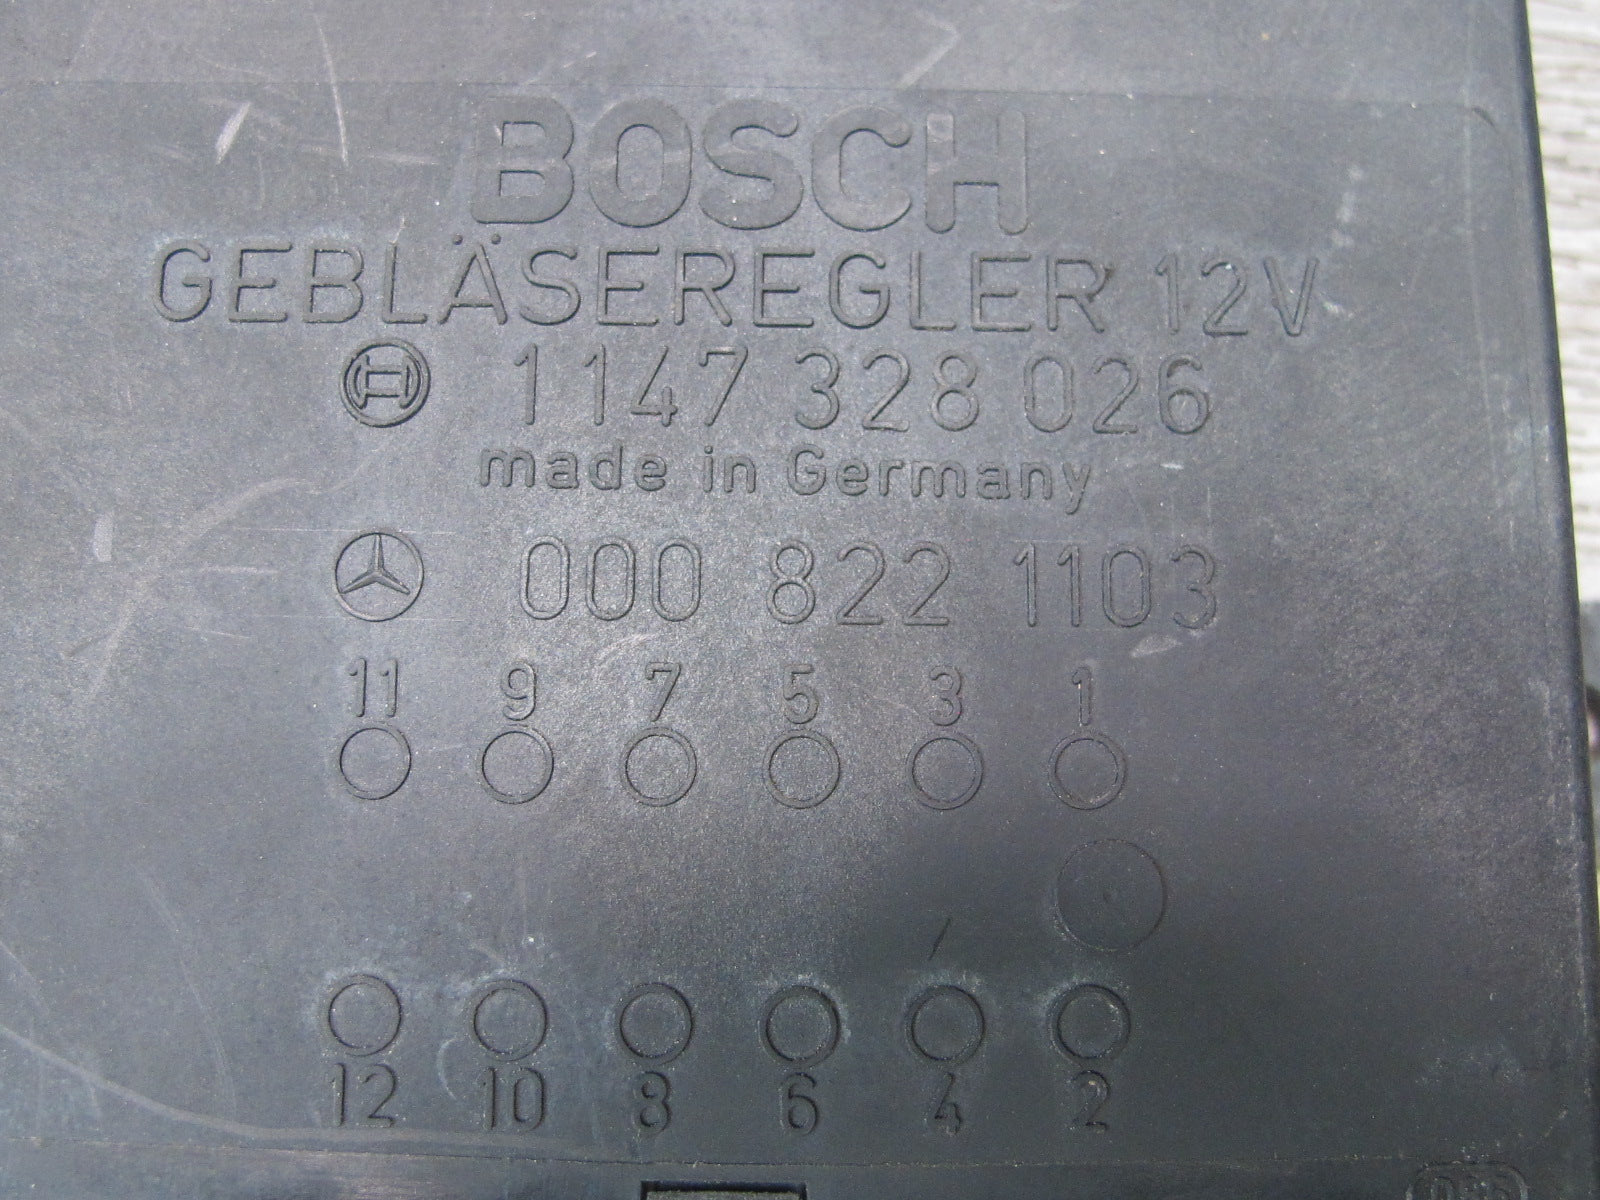 BOSCH
GEBLÄSEREGLER 12V
1 147 328 026
made in Germany
000 822 1103
11 9 7 5 3 1
12 10 8 6 4 2